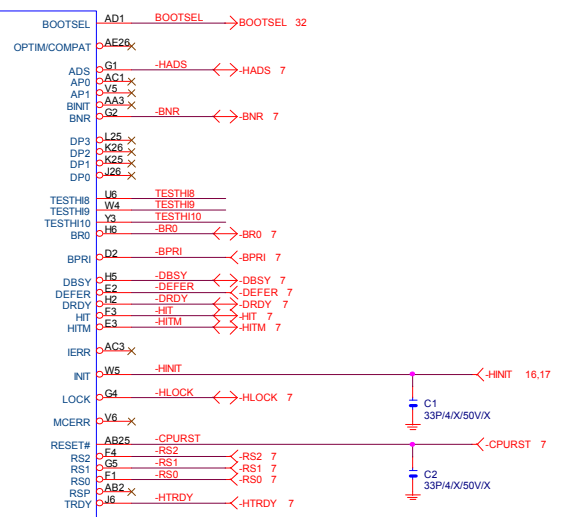 BOOTSEL AD1 BOOTSEL BOOTSEL 32
OPTIM/COMPAT AE26
ADS G1 -HADS -HADS 7
AP0 AC1
AP1 V5
BINIT AA3
BNR G2 -BNR -BNR 7
DP3 L25
DP2 K26
DP1 K25
DP0 J26
TESTHI8 U6 TESTHI8
TESTHI9 W4 TESTHI9
TESTHI10 Y3 TESTHI10
BR0 H6 -BR0 -BR0 7
BPRI D2 -BPRI -BPRI 7
DBSY H5 -DBSY -DBSY 7
DEFER E2 -DEFER -DEFER 7
DRDY H2 -DRDY -DRDY 7
HIT F3 -HIT -HIT 7
HITM E3 -HITM -HITM 7
IERR AC3
INIT W5 -HINIT -HINIT 16,17
LOCK G4 -HLOCK -HLOCK 7
C1
33P/4/X/50V/X
MCERR V6
RESET# AB25 -CPURST -CPURST 7
RS2 F4 -RS2 -RS2 7
RS1 G5 -RS1 -RS1 7
RS0 F1 -RS0 -RS0 7
C2
33P/4/X/50V/X
RSP AB2
TRDY J6 -HTRDY -HTRDY 7